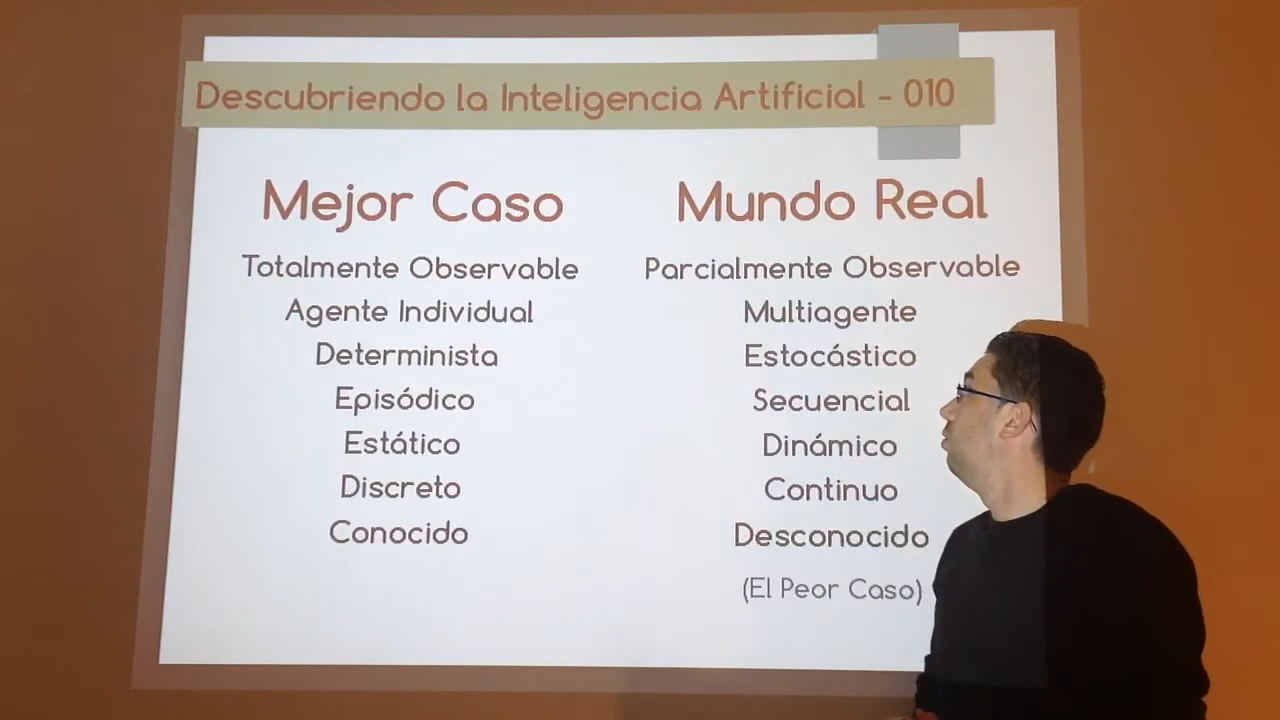 Descubriendo la Inteligencia Artificial - 010
Mejor Caso
Totalmente Observable
Agente Individual
Determinista
Episódico
Estático
Discreto
Conocido
Mundo Real
Parcialmente Observable
Multiagente
Estocástico
Secuencial
Dinámico
Continuo
Desconocido
(El Peor Caso)